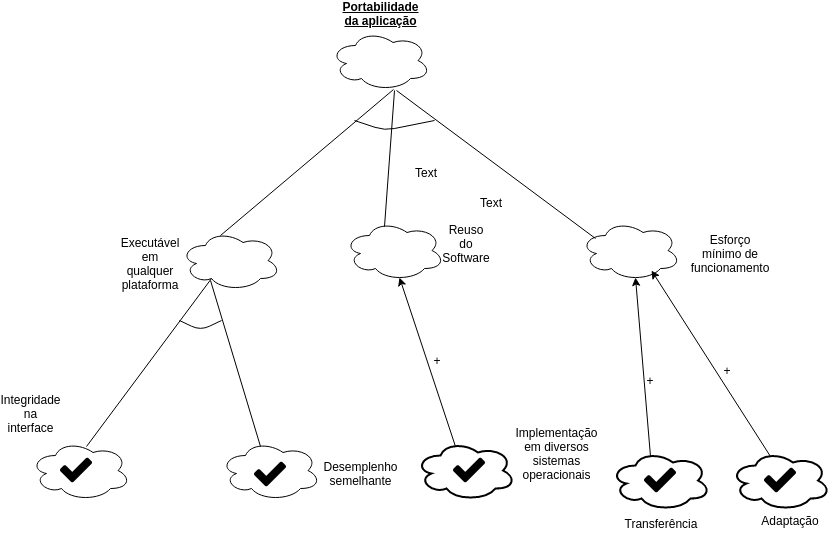 Portabilidade
da aplicação
Text
Text
Executável
em
qualquer
plataforma
Reuso
do
Software
Esforço
mínimo de
funcionamento
+
+
+
Integridade
na
interface
Desemplenho
semelhante
Implementação
em diversos
sistemas
operacionais
Transferência
Adaptação